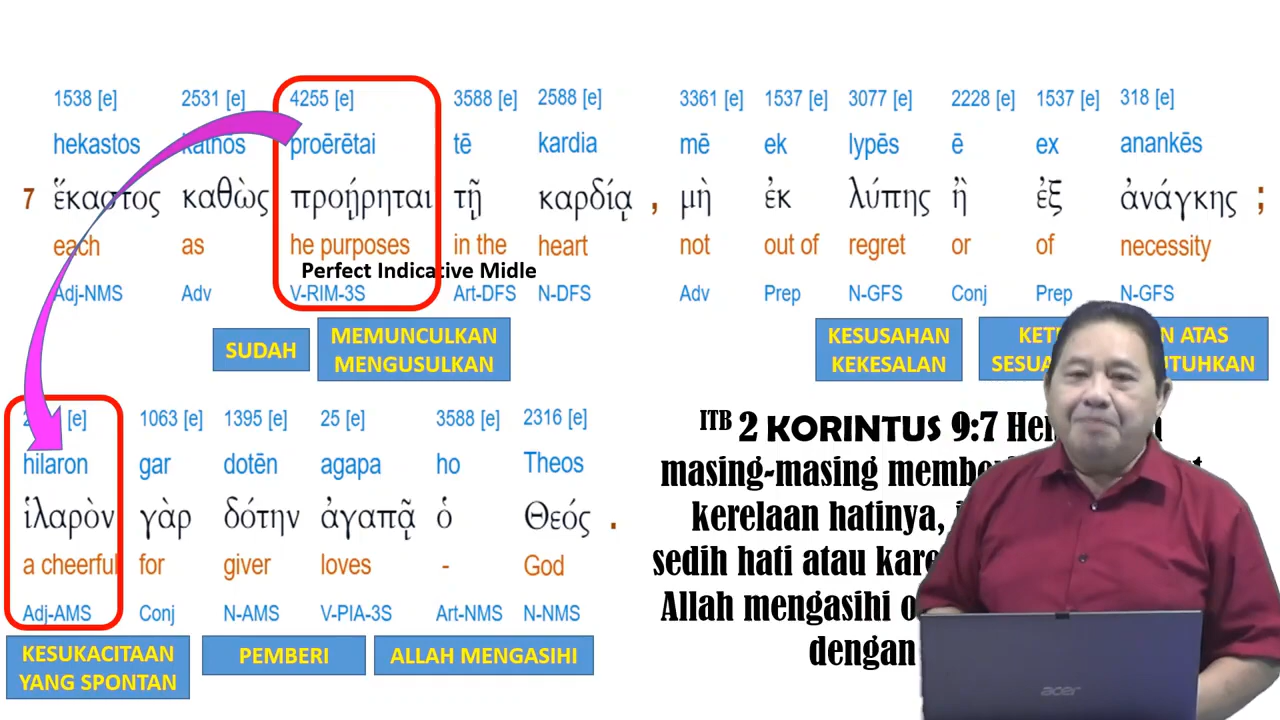 1538 [e] 2531 [e] 4255 [e] 3588 [e] 2588 [e] 3361 [e] 1537 [e] 3077 [e] 2228 [e] 1537 [e] 318 [e]
hekastos kathōs proērētai tē kardia mē ek lypēs ē ex anankēs
7 ἕκαστος καθὼς προῄρηται τῇ καρδίᾳ , μὴ ἐκ λύπης ἢ ἐξ ἀνάγκης ;
each as he purposes in the heart not out of regret or of necessity
Perfect Indicative Midle
Adj-NMS Adv V-RIM-3S Art-DFS N-DFS Adv Prep N-GFS Conj Prep N-GFS
SUDAH
MEMUNCULKAN
MENGUSULKAN
KESUSAHAN
KEKESALAN
ATAS
[e] 1063 [e] 1395 [e] 25 [e] 3588 [e] 2316 [e]
hilaron gar dotēn agapa ho Theos
ἱλαρὸν γὰρ δότην ἀγαπᾷ ὁ Θεός .
a cheerful for giver loves - God
Adj-AMS Conj N-AMS V-PIA-3S Art-NMS N-NMS
KESUKACITAAN
YANG SPONTAN
PEMBERI
ALLAH MENGASIHI
ITB 2 KORINTUS 9:7
masing-masing
kerelaan hatinya,
sedih hati atau
Allah mengasihi
dengan
acer